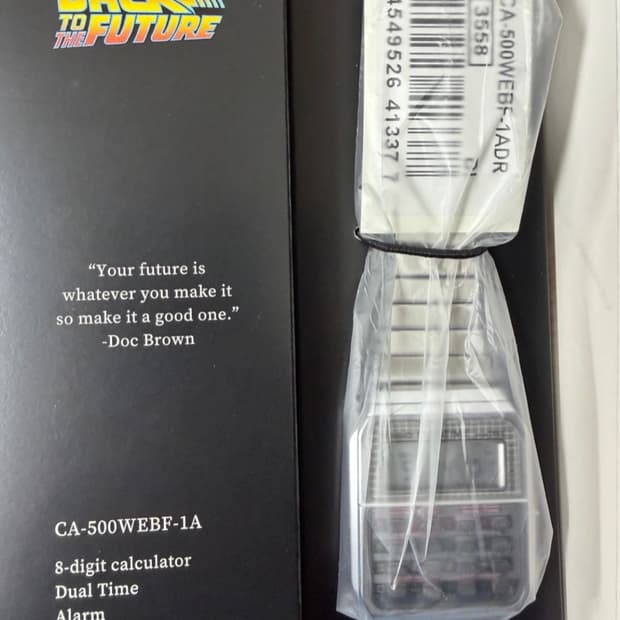 BACK
TO
THE FUTURE
“Your future is
whatever you make it
so make it a good one.”
-Doc Brown
CA-500WEBF-1A
8-digit calculator
Dual Time
Alarm
CA-500WEBF-1ADR
3558
4549526 41337 7